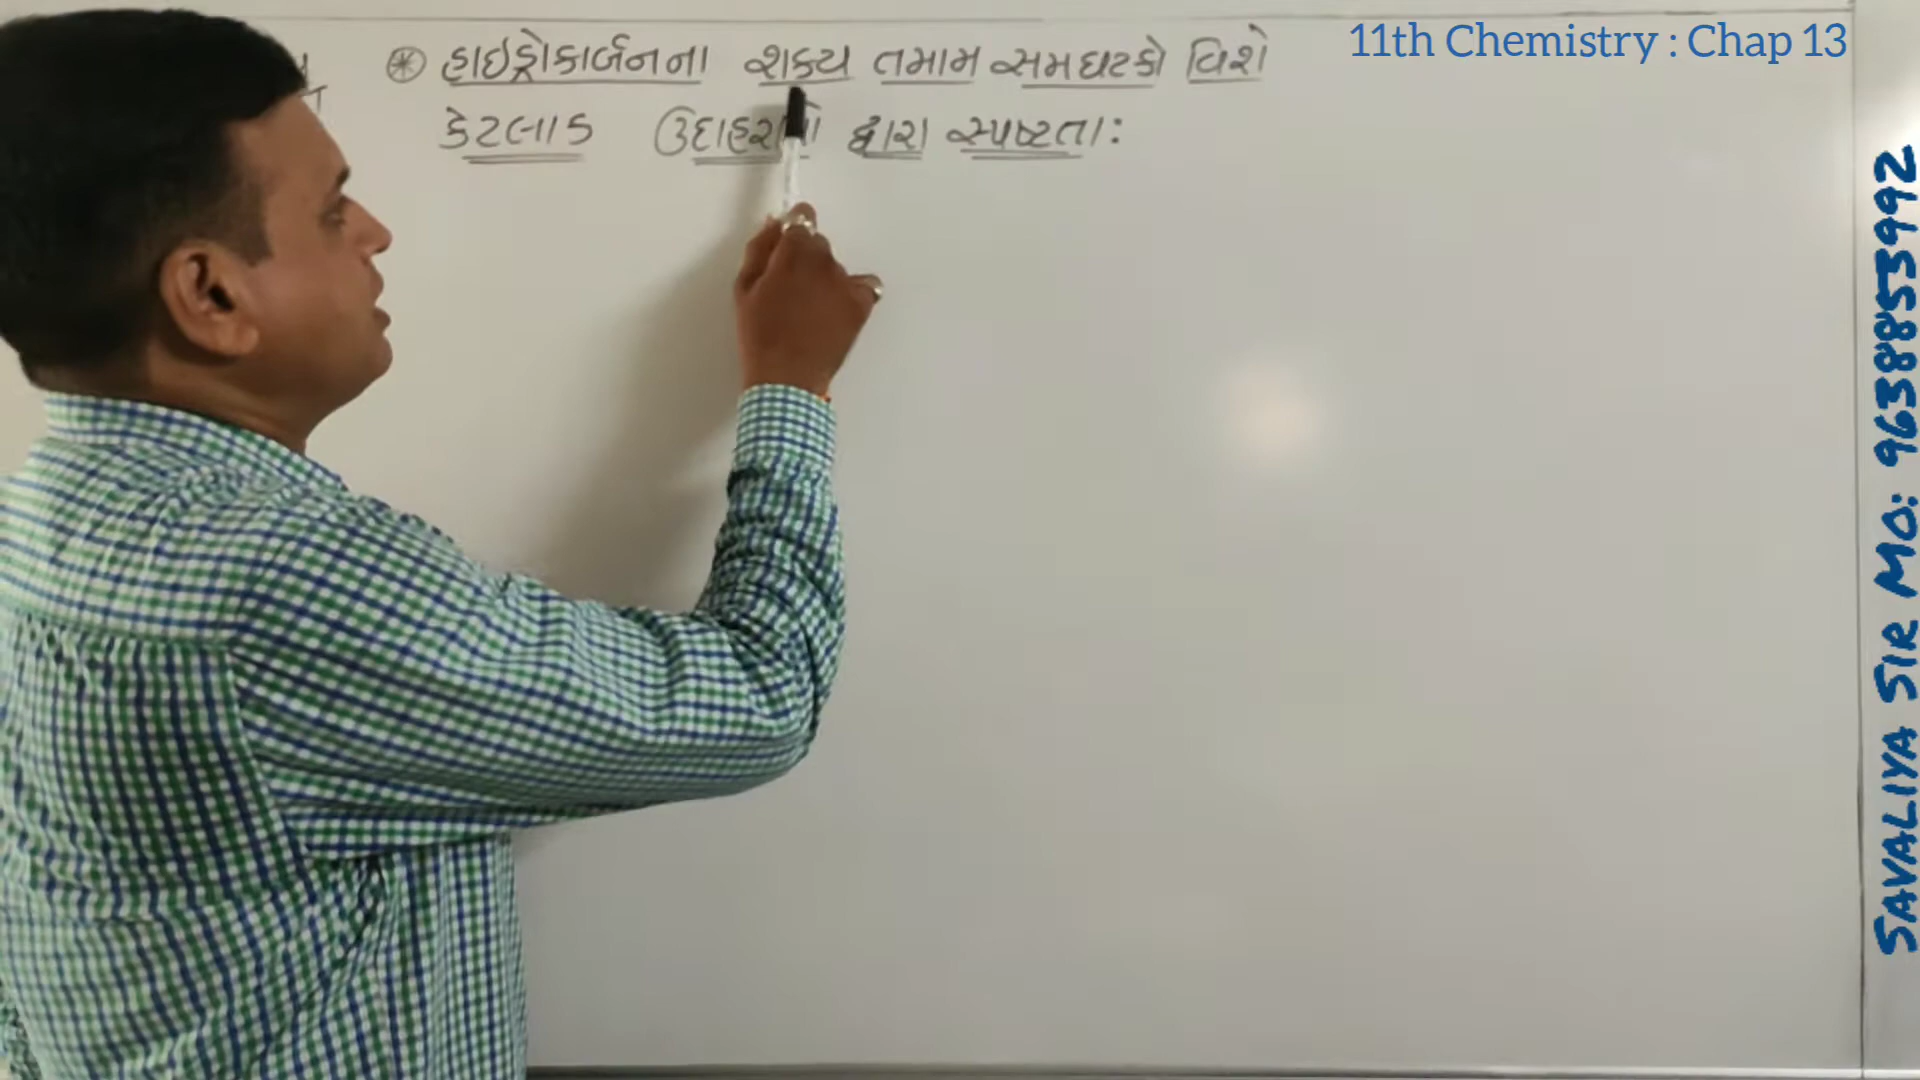 11th Chemistry : Chap 13
હાઇડ્રોકાર્બનના શક્ય તમામ સમઘટકો વિશે
કેટલાક ઉદાહરણો દ્વારા સ્પષ્ટતા:
SAVALIYA SIR MO: 9638853992